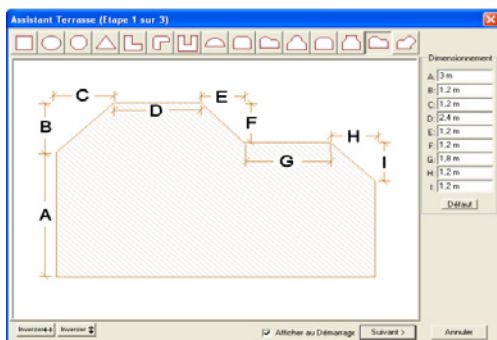 Assistant Terrasse (Etape 1 sur 3)
Dimensionnement
A: 3 m
B: 1,2 m
C: 1,2 m
D: 2,4 m
E: 1,2 m
F: 1,2 m
G: 1,8 m
H: 1,2 m
I: 1,2 m
Défaut
C
D
E
B
F
H
G
I
A
Inverser
Inverser
Afficher au Démarrage
Suivant >
Annuler